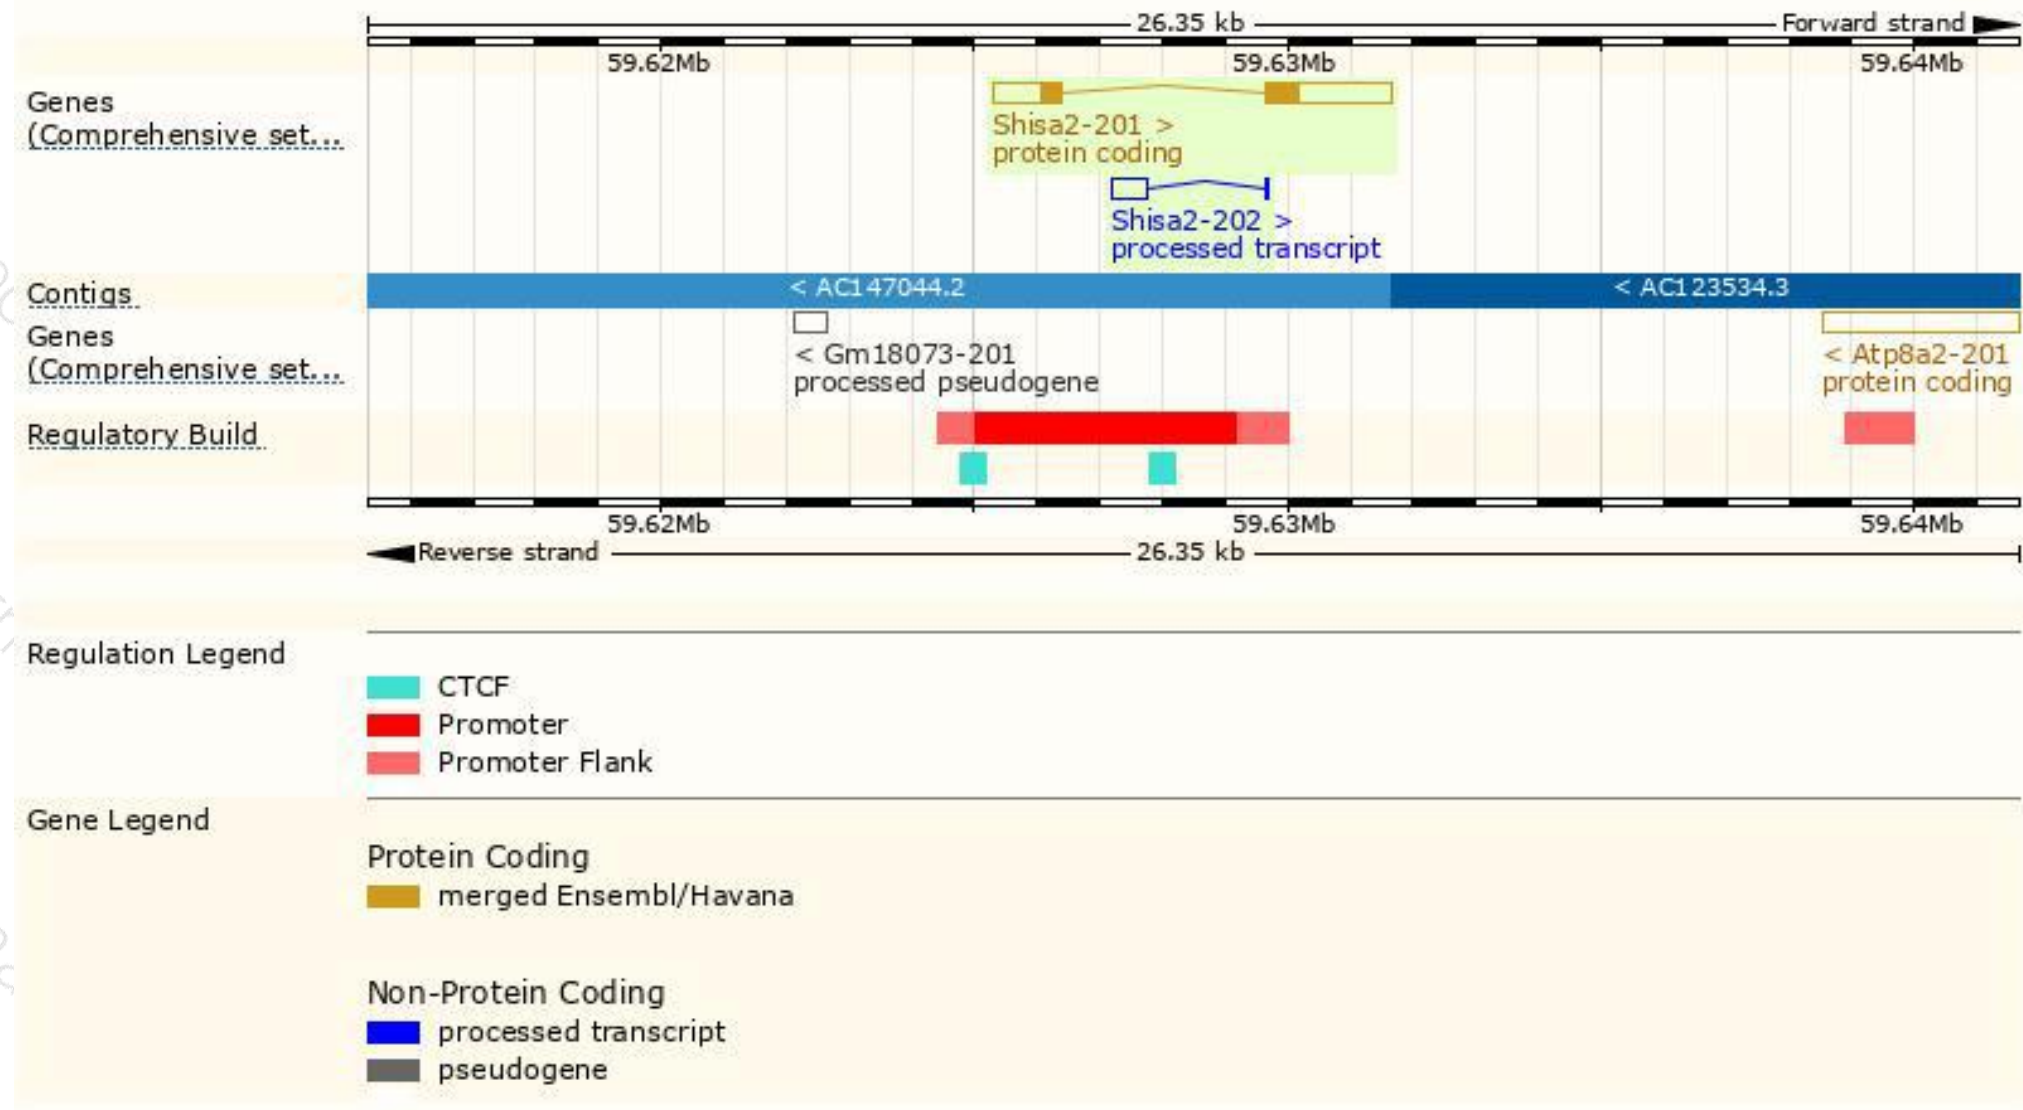 26.35 kb
Forward strand
59.62Mb 59.63Mb 59.64Mb
Genes
(Comprehensive set...
Shisa2-201 >
protein coding
Shisa2-202 >
processed transcript
Contigs
< AC147044.2 < AC123534.3
Genes
(Comprehensive set...
< Gm18073-201
processed pseudogene
< Atp8a2-201
protein coding
Regulatory Build
59.62Mb 59.63Mb 59.64Mb
Reverse strand
26.35 kb
Regulation Legend
CTCF
Promoter
Promoter Flank
Gene Legend
Protein Coding
merged Ensembl/Havana
Non-Protein Coding
processed transcript
pseudogene